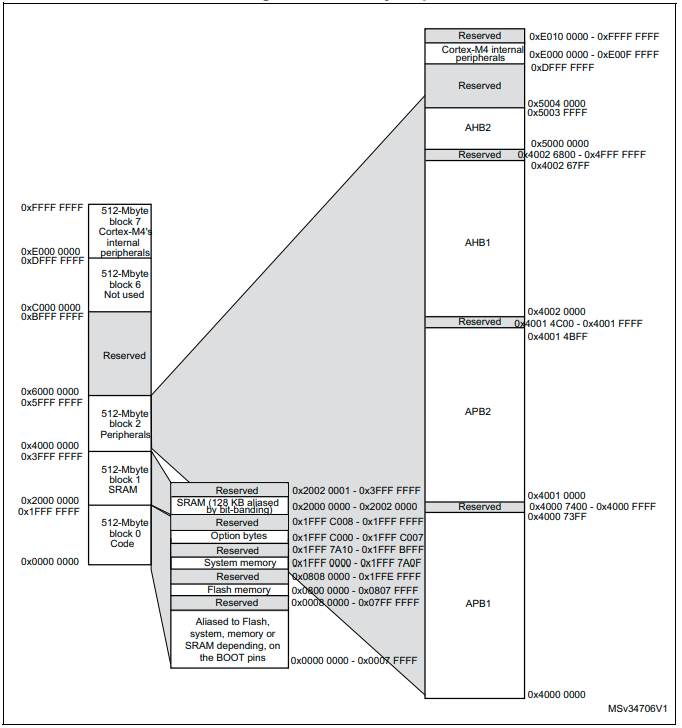 Reserved
0xE010 0000 - 0xFFFF FFFF
Cortex-M4 internal
peripherals
0xE000 0000 - 0xE00F FFFF
0xDFFF FFFF
Reserved
0x5004 0000
0x5003 FFFF
AHB2
0x5000 0000
Reserved
0x4002 6800 - 0x4FFF FFFF
0x4002 67FF
AHB1
0x4002 0000
Reserved
0x4001 4C00 - 0x4001 FFFF
0x4001 4BFF
APB2
0x4001 0000
Reserved
0x4000 7400 - 0x4000 FFFF
0x4000 73FF
APB1
0x4000 0000
0xFFFF FFFF
512-Mbyte
block 7
Cortex-M4's
internal
peripherals
0xE000 0000
0xDFFF FFFF
512-Mbyte
block 6
Not used
0xC000 0000
0xBFFF FFFF
Reserved
0x6000 0000
0x5FFF FFFF
512-Mbyte
block 2
Peripherals
0x4000 0000
0x3FFF FFFF
512-Mbyte
block 1
SRAM
0x2000 0000
0x1FFF FFFF
512-Mbyte
block 0
Code
0x0000 0000
Reserved
0x2002 0001 - 0x3FFF FFFF
SRAM (128 KB aliased
by bit-banding)
0x2000 0000 - 0x2002 0000
Reserved
0x1FFF C008 - 0x1FFF FFFF
Option bytes
0x1FFF C000 - 0x1FFF C007
Reserved
0x1FFF 7A10 - 0x1FFF BFFF
System memory
0x1FFF 0000 - 0x1FFF 7A0F
Reserved
0x0808 0000 - 0x1FFE FFFF
Flash memory
0x0800 0000 - 0x0807 FFFF
Reserved
0x0008 0000 - 0x07FF FFFF
Aliased to Flash,
system, memory or
SRAM depending, on
the BOOT pins
0x0000 0000 - 0x0007 FFFF
MSv34706V1